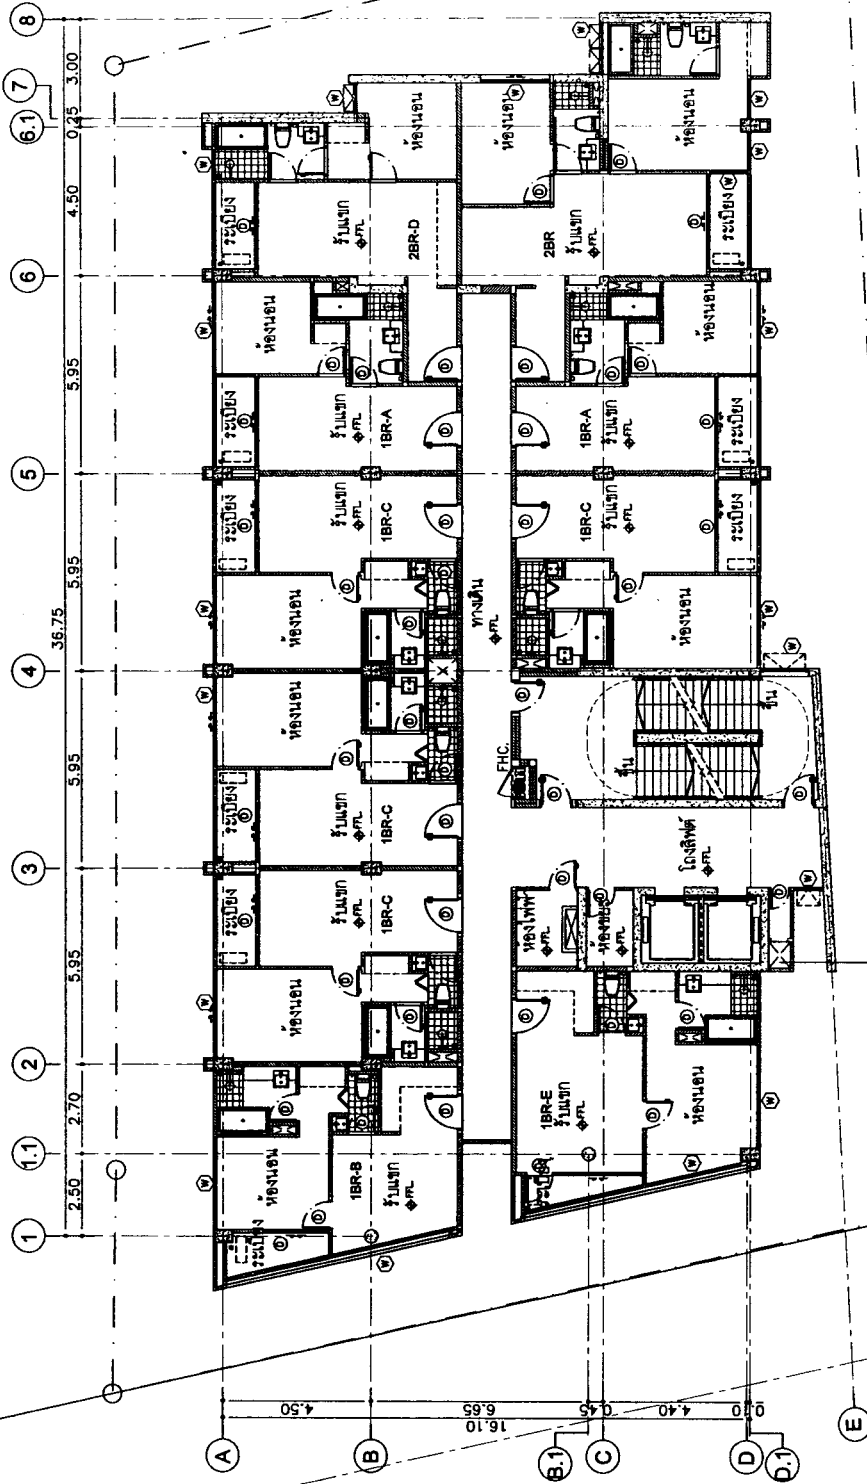 8
7
6.1
6
5
4
3
2
1.1
1
3.00
0.25
4.50
5.95
5.95
36.75
5.95
5.95
2.70
2.50
ห้องนอน
ห้องนอน
ห้องนอน
ระเบียง
รับแขก
FFL.
2BR-D
2BR
รับแขก
FFL.
ระเบียง
ห้องนอน
ห้องนอน
ระเบียง
รับแขก
FFL.
1BR-A
1BR-A
รับแขก
FFL.
ระเบียง
ระเบียง
รับแขก
FFL.
1BR-C
1BR-C
รับแขก
FFL.
ระเบียง
ห้องนอน
ทางเดิน
FFL.
ห้องนอน
ห้องนอน
FHC.
ขึ้น
ขึ้น
ระเบียง
รับแขก
FFL.
1BR-C
โถงลิฟต์
FFL.
ระเบียง
รับแขก
FFL.
1BR-C
ห้องไฟฟ้า
FFL.
ห้องขยะ
FFL.
ห้องนอน
1BR-E
รับแขก
FFL.
ห้องนอน
ห้องนอน
1BR-B
รับแขก
FFL.
ระเบียง
4.50
6.65
16.10
0.45
4.40
0.10
A
B
B.1
C
D
D.1
E